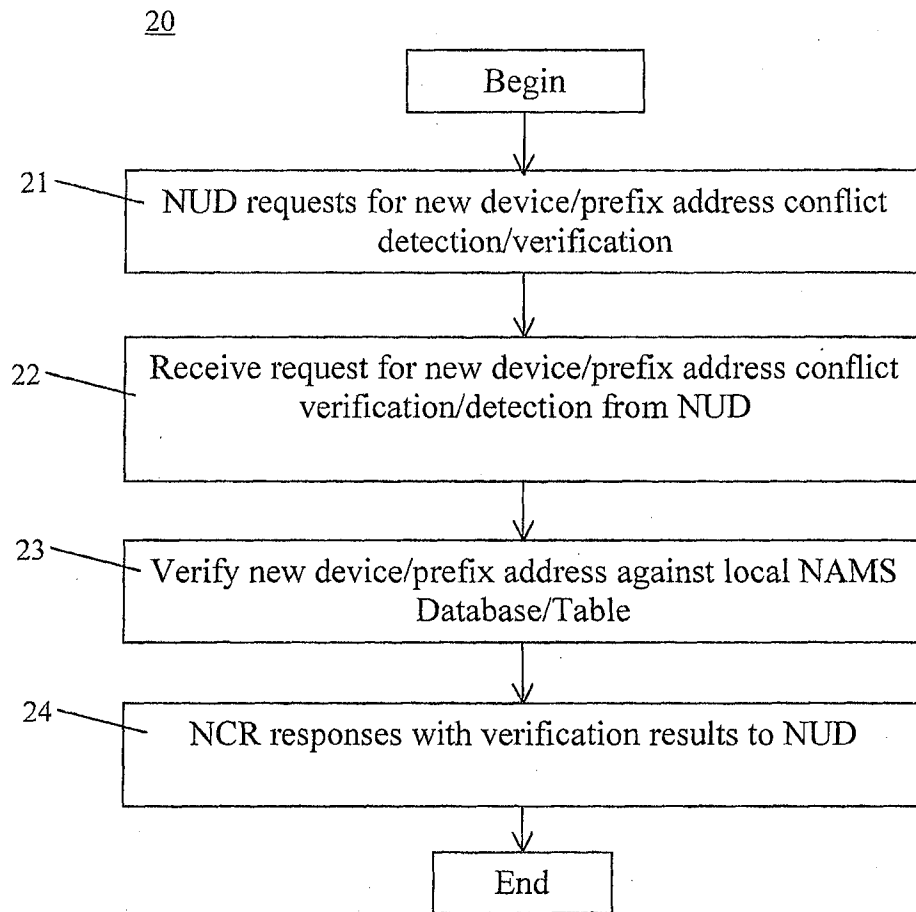 20
Begin
21
NUD requests for new device/prefix address conflict
detection/verification
22
Receive request for new device/prefix address conflict
verification/detection from NUD
23
Verify new device/prefix address against local NAMS
Database/Table
24
NCR responses with verification results to NUD
End